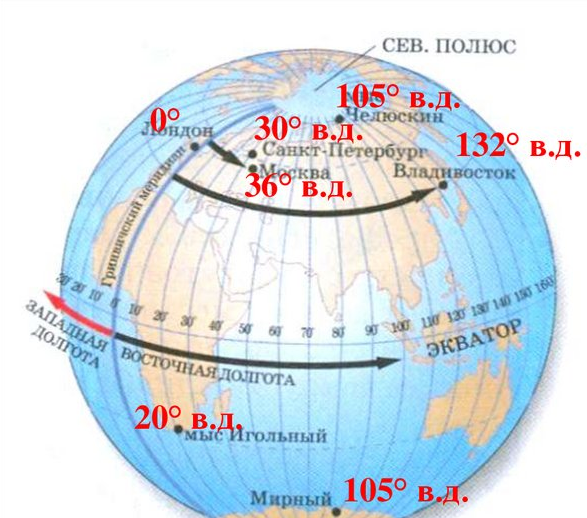 СЕВ. ПОЛЮС
105° в.д.
Челюскин
0°
Лондон
30° в.д.
Санкт-Петербург
132° в.д.
Москва
36° в.д.
Владивосток
Гринвичский меридиан
20° 10° 0° 10° 20° 30° 40° 50° 60° 70° 80° 90° 100° 110° 120° 130° 140° 150° 160°
ЗАПАДНАЯ
ДОЛГОТА
ВОСТОЧНАЯ ДОЛГОТА
ЭКВАТОР
20° в.д.
мыс Игольный
Мирный
105° в.д.